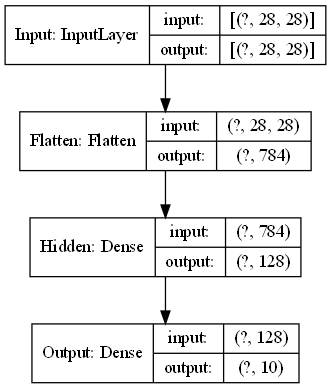 Input: InputLayer
input:
[(?, 28, 28)]
output:
[(?, 28, 28)]
Flatten: Flatten
input:
(?, 28, 28)
output:
(?, 784)
Hidden: Dense
input:
(?, 784)
output:
(?, 128)
Output: Dense
input:
(?, 128)
output:
(?, 10)